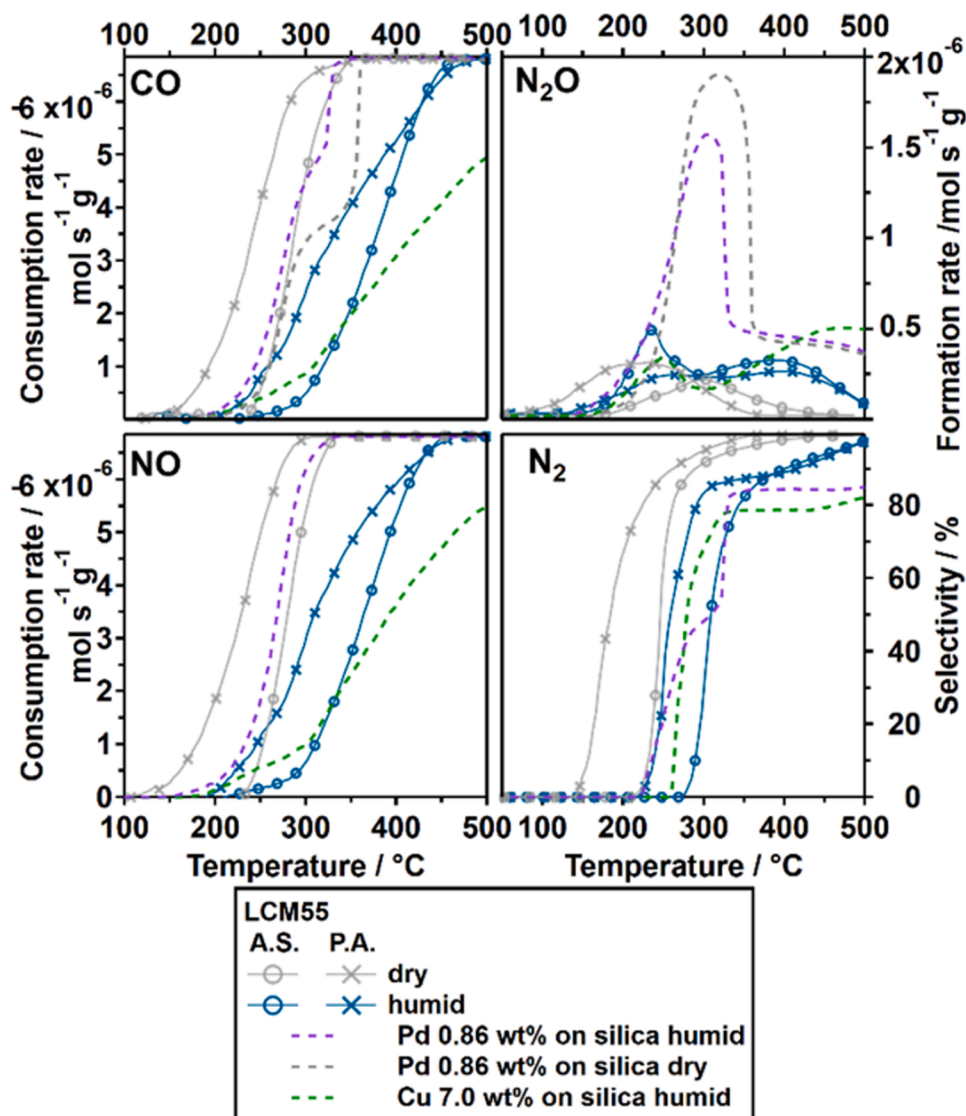 100 200 300 400 500
100 200 300 400 500
CO
N₂O
Consumption rate /
mol s⁻¹ g⁻¹
-6 x10⁻⁶
5
4
3
2
1
2x10⁻⁶
1.5
1
0.5
0
Formation rate /mol s⁻¹ g⁻¹
NO
N₂
Consumption rate /
mol s⁻¹ g⁻¹
-6 x10⁻⁶
5
4
3
2
1
0
80
60
40
20
0
Selectivity / %
100 200 300 400 500
100 200 300 400 500
Temperature / °C
Temperature / °C
LCM55
A.S. P.A.
dry
humid
Pd 0.86 wt% on silica humid
Pd 0.86 wt% on silica dry
Cu 7.0 wt% on silica humid